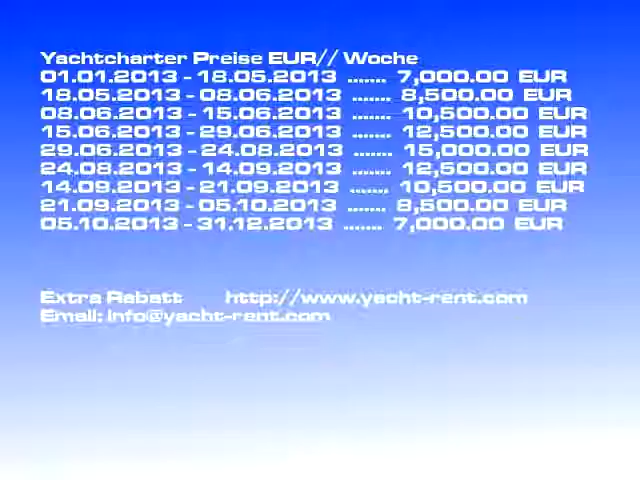 Yachtcharter Preise EUR// Woche
01.01.2013 - 18.05.2013 ....... 7,000.00 EUR
18.05.2013 - 08.06.2013 ....... 8,500.00 EUR
08.06.2013 - 15.06.2013 ....... 10,500.00 EUR
15.06.2013 - 29.06.2013 ....... 12,500.00 EUR
29.06.2013 - 24.08.2013 ....... 15,000.00 EUR
24.08.2013 - 14.09.2013 ....... 12,500.00 EUR
14.09.2013 - 21.09.2013 ....... 10,500.00 EUR
21.09.2013 - 05.10.2013 ....... 8,500.00 EUR
05.10.2013 - 31.12.2013 ....... 7,000.00 EUR
Extra Rabatt http://www.yacht-rent.com
Email: info@yacht-rent.com